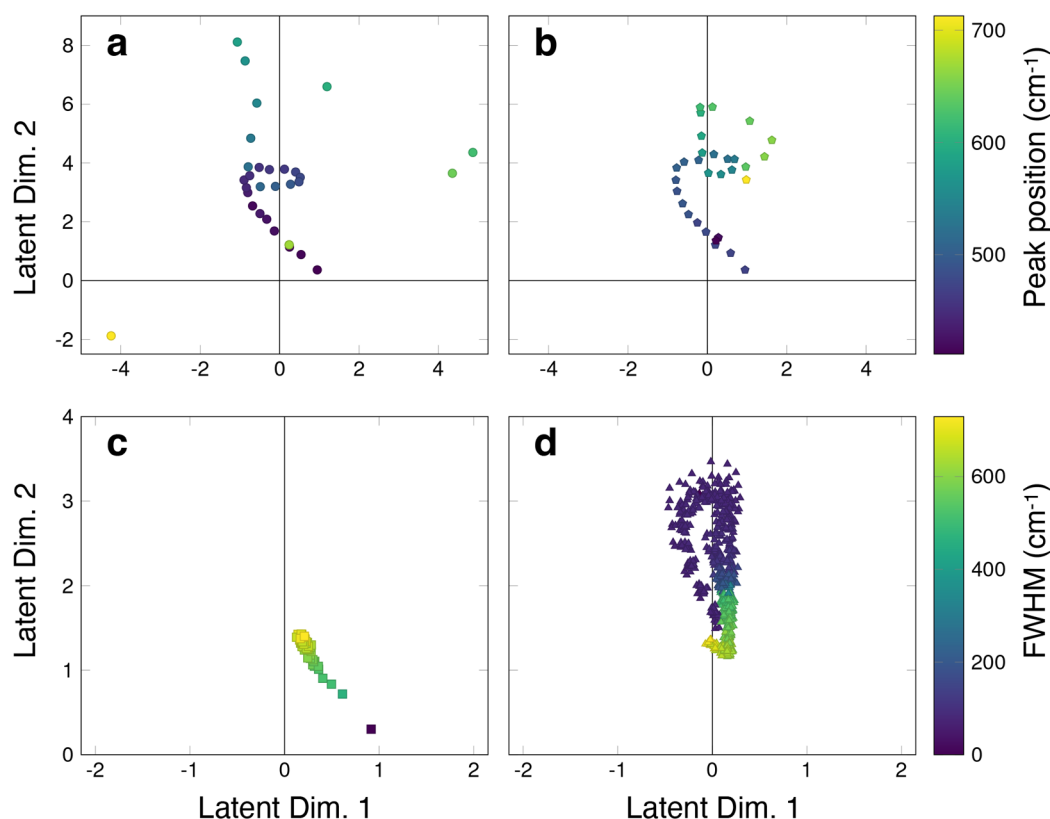 a
b
8
6
4
2
0
-2
Latent Dim. 2
-4 -2 0 2 4
-4 -2 0 2 4
700
600
500
Peak position (cm⁻¹)
c
d
4
3
2
1
0
Latent Dim. 2
-2 -1 0 1 2
-2 -1 0 1 2
Latent Dim. 1
Latent Dim. 1
600
400
200
0
FWHM (cm⁻¹)